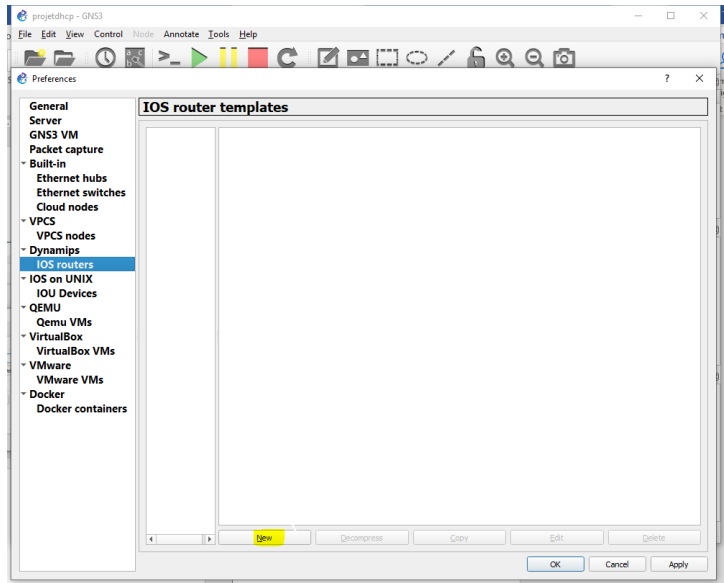 projetdhcp - GNS3
File Edit View Control Node Annotate Tools Help
Preferences
?
General
Server
GNS3 VM
Packet capture
Built-in
Ethernet hubs
Ethernet switches
Cloud nodes
VPCS
VPCS nodes
Dynamips
IOS routers
IOS on UNIX
IOU Devices
QEMU
Qemu VMs
VirtualBox
VirtualBox VMs
VMware
VMware VMs
Docker
Docker containers
IOS router templates
New Decompress Copy Edit Delete
OK Cancel Apply